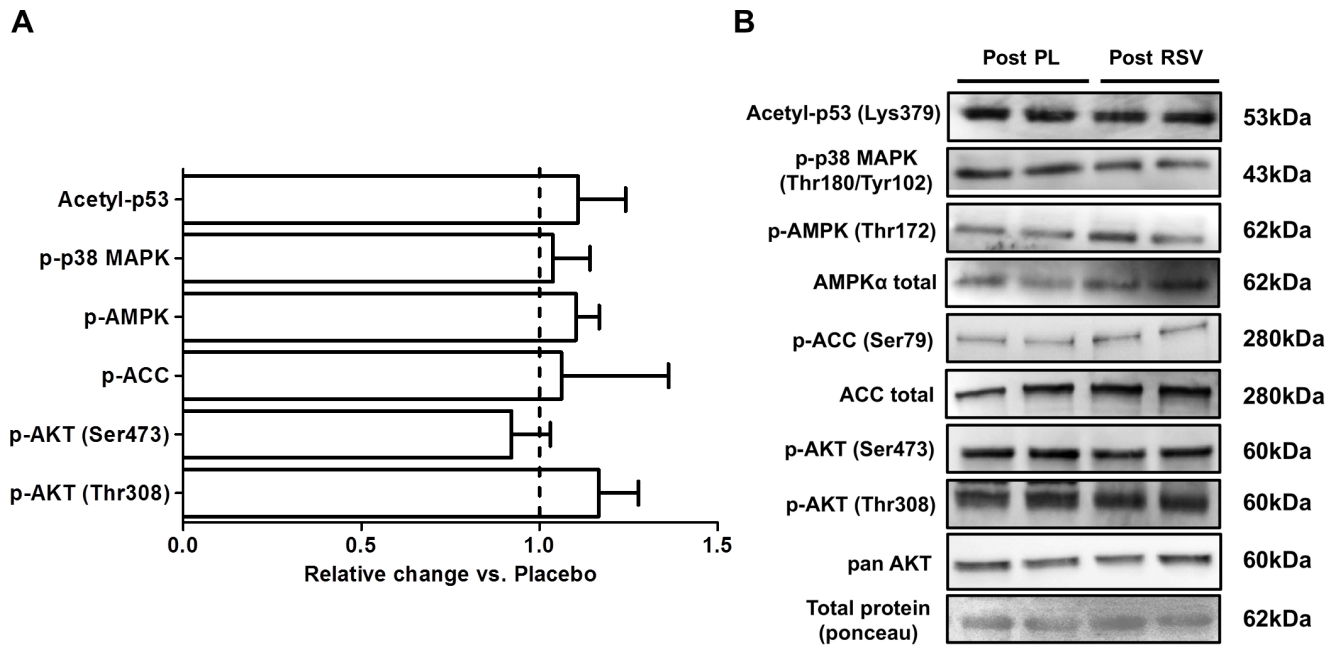 A
Acetyl-p53
p-p38 MAPK
p-AMPK
p-ACC
p-AKT (Ser473)
p-AKT (Thr308)
0.0 0.5 1.0 1.5
Relative change vs. Placebo
B
Post PL Post RSV
Acetyl-p53 (Lys379) 53kDa
p-p38 MAPK
(Thr180/Tyr102) 43kDa
p-AMPK (Thr172) 62kDa
AMPKα total 62kDa
p-ACC (Ser79) 280kDa
ACC total 280kDa
p-AKT (Ser473) 60kDa
p-AKT (Thr308) 60kDa
pan AKT 60kDa
Total protein
(ponceau) 62kDa